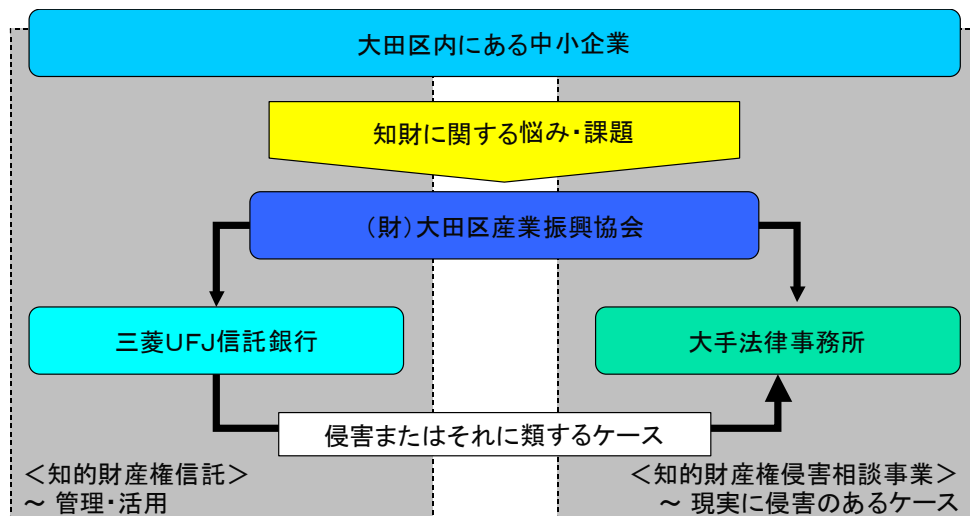 大田区内にある中小企業
知財に関する悩み・課題
（財）大田区産業振興協会
三菱UFJ信託銀行
大手法律事務所
侵害またはそれに類するケース
＜知的財産権信託＞
～ 管理・活用
＜知的財産権侵害相談事業＞
～ 現実に侵害のあるケース